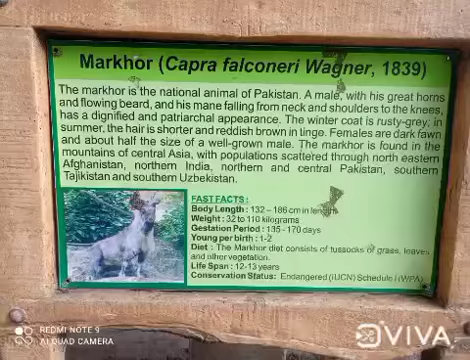 Markhor (Capra falconeri Wagner, 1839)
The markhor is the national animal of Pakistan. A male, with his great horns
and flowing beard, and his mane falling from neck and shoulders to the knees,
has a dignified and patriarchal appearance. The winter coat is rusty-grey, in
summer, the hair is shorter and reddish brown in tinge. Females are dark fawn
and about half the size of a well-grown male. The markhor is found in the
mountains of central Asia, with populations scattered through north eastern
Afghanistan, northern India, northern and central Pakistan, southern
Tajikistan and southern Uzbekistan.
FAST FACTS :
Body Length : 132 – 186 cm in length
Weight : 32 to 110 kilograms
Gestation Period : 135 - 170 days
Young per birth : 1-2
Diet : The Markhor diet consists of tussocks of grass, leaves
and other vegetation.
Life Span : 12-13 years
Conservation Status: Endangered (IUCN) Schedule I (WPA)
REDMI NOTE 9
AI QUAD CAMERA
VIVA